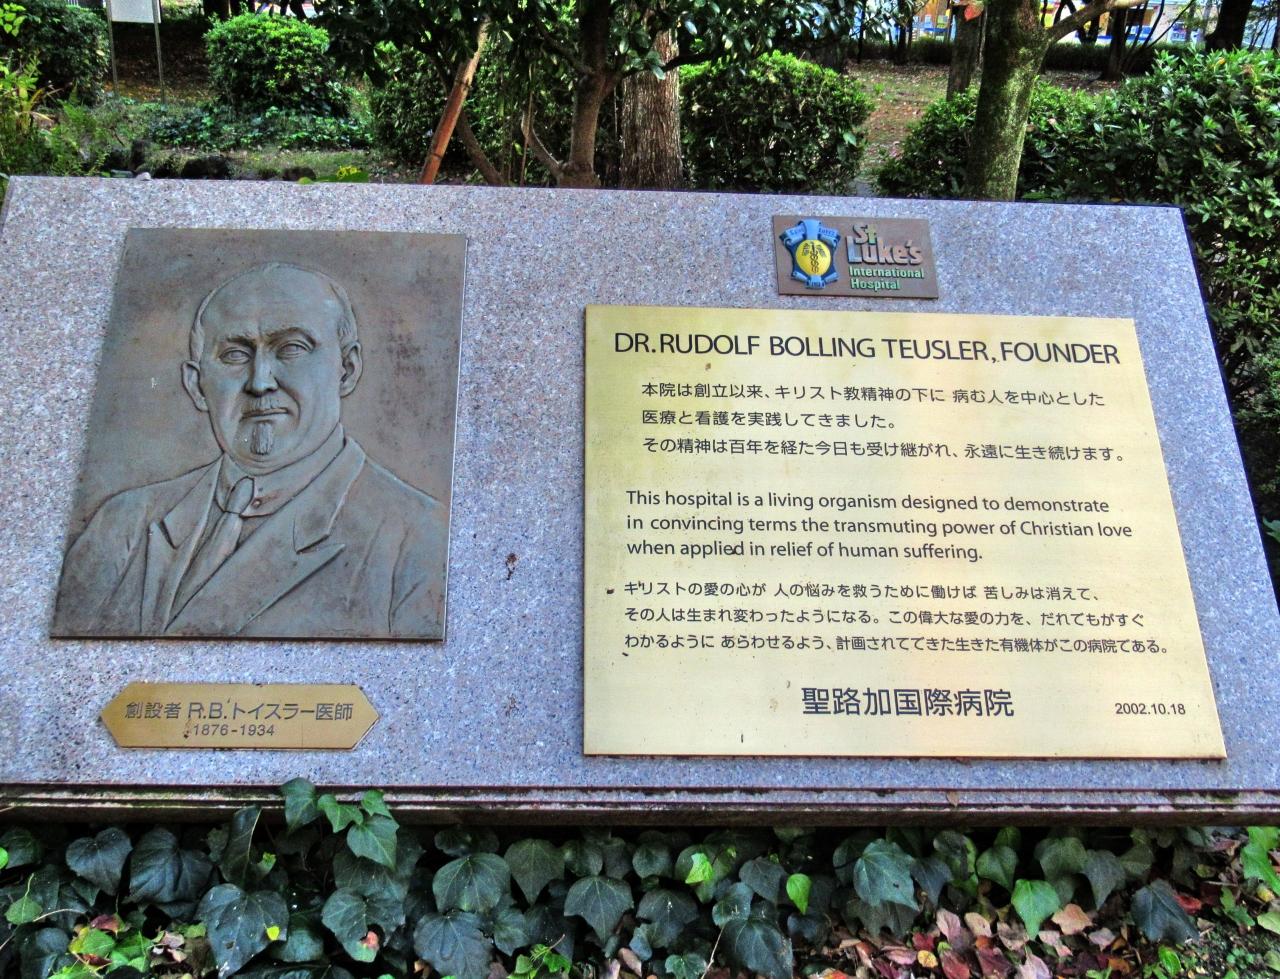 St
Luke's
International
Hospital
DR.RUDOLF BOLLING TEUSLER,FOUNDER
本院は創立以来、キリスト教精神の下に 病む人を中心とした
医療と看護を実践してきました。
その精神は百年を経た今日も受け継がれ、永遠に生き続けます。
This hospital is a living organism designed to demonstrate
in convincing terms the transmuting power of Christian love
when applied in relief of human suffering.
キリストの愛の心が 人の悩みを救うために働けば 苦しみは消えて、
その人は生まれ変わったようになる。この偉大な愛の力を、だれでもがすぐ
わかるように あらわせるよう、計画されてできた生きた有機体がこの病院である。
聖路加国際病院
2002.10.18
創設者 R.B.トイスラー医師
1876-1934